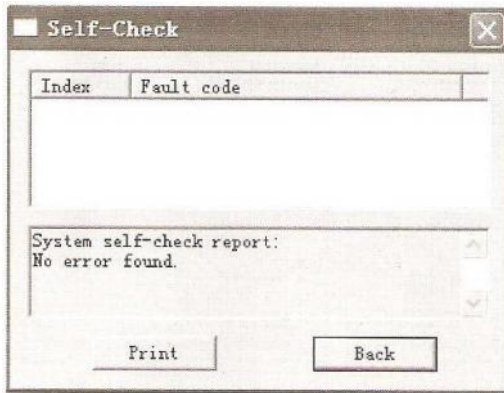 Self-Check
Index Fault code
System self-check report:
No error found.
Print Back